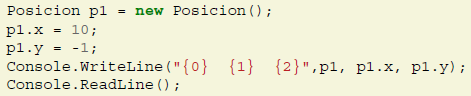 Posicion p1 = new Posicion();
p1.x = 10;
p1.y = -1;
Console.WriteLine("{0}  {1}  {2}",p1, p1.x, p1.y);
Console.ReadLine();